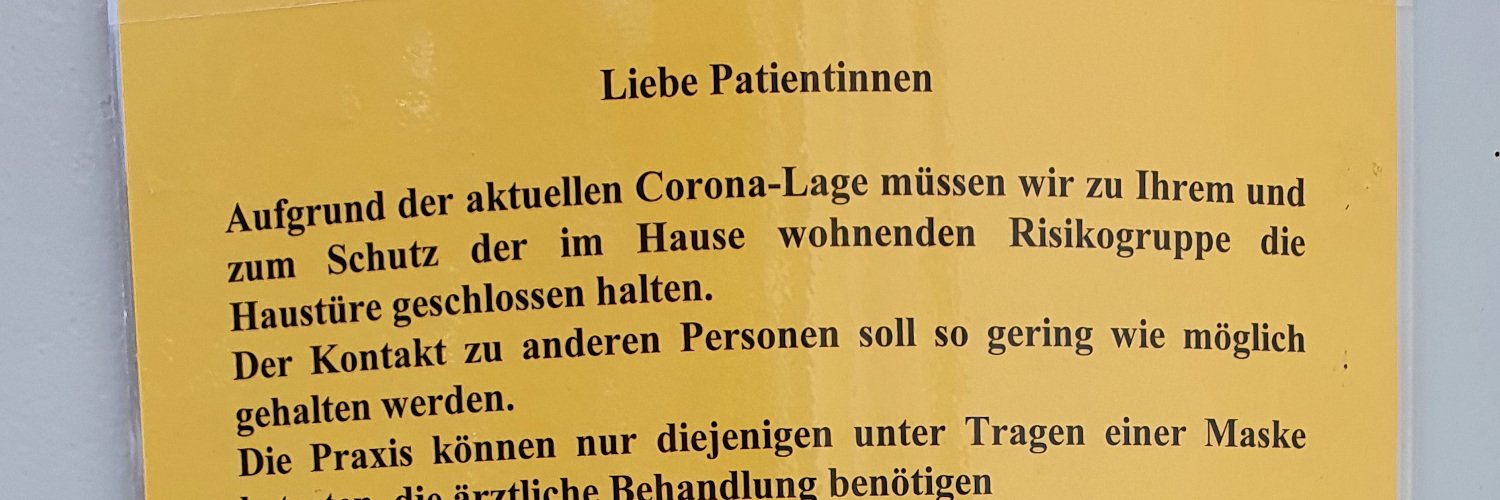 Liebe Patientinnen
Aufgrund der aktuellen Corona-Lage müssen wir zu Ihrem und
zum Schutz der im Hause wohnenden Risikogruppe die
Haustüre geschlossen halten.
Der Kontakt zu anderen Personen soll so gering wie möglich
gehalten werden.
Die Praxis können nur diejenigen unter Tragen einer Maske
die ärztliche Behandlung benötigen